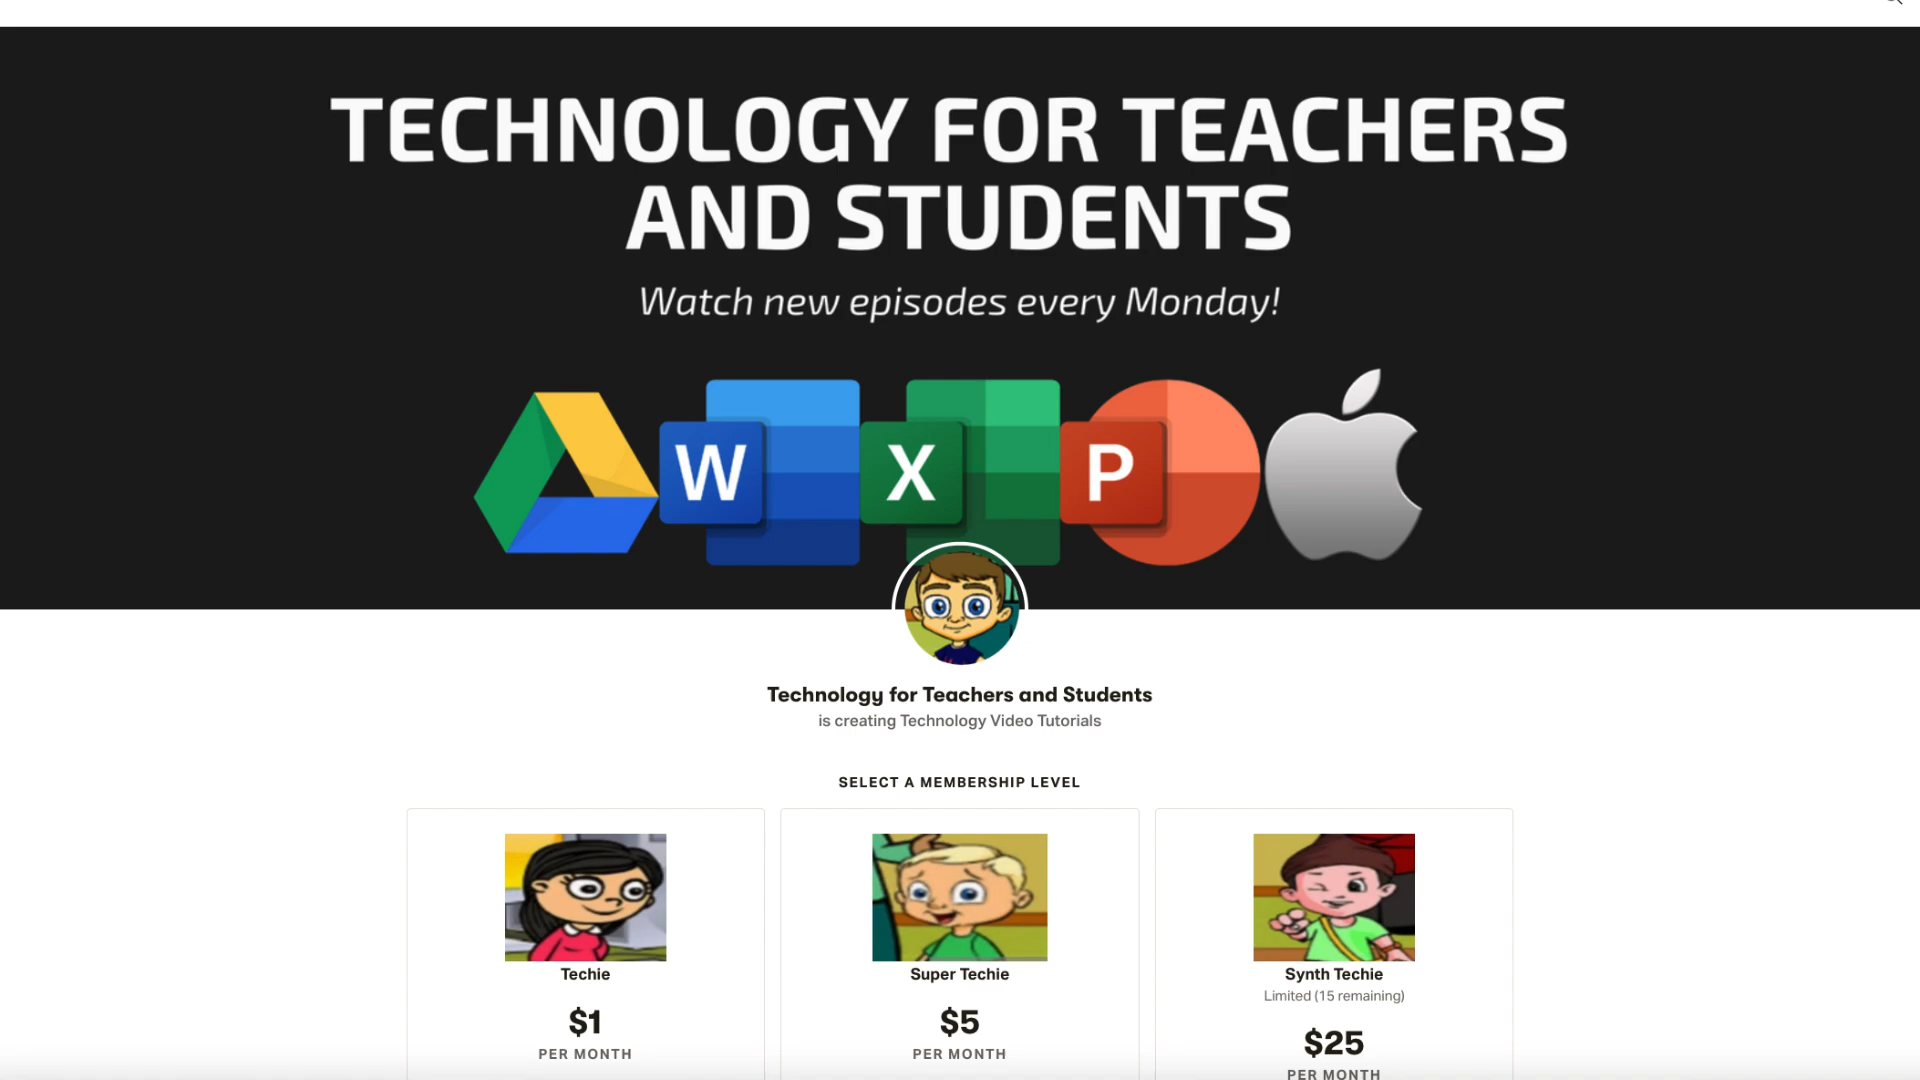 TECHNOLOGY FOR TEACHERS
AND STUDENTS
Watch new episodes every Monday!
W X P
Technology for Teachers and Students
is creating Technology Video Tutorials
SELECT A MEMBERSHIP LEVEL
Techie
$1
PER MONTH
Super Techie
$5
PER MONTH
Synth Techie
Limited (15 remaining)
$25
PER MONTH